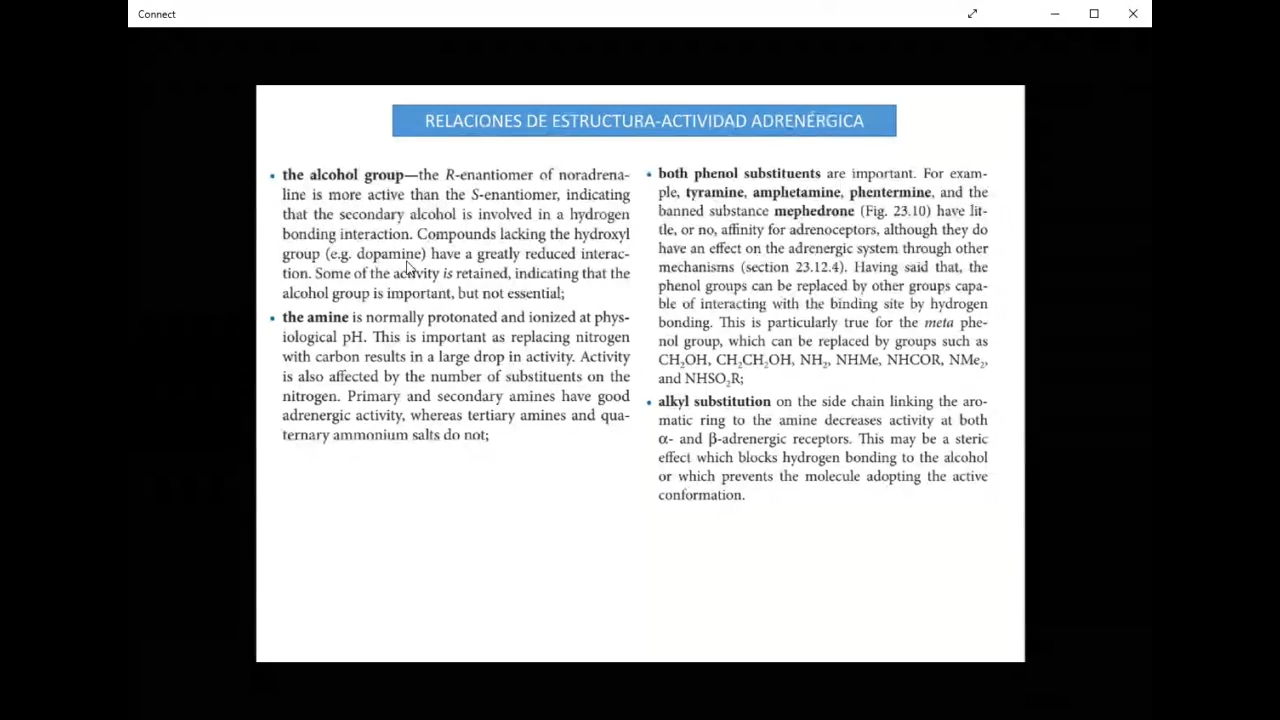 Connect
RELACIONES DE ESTRUCTURA-ACTIVIDAD ADRENÉRGICA
• the alcohol group—the R-enantiomer of noradrena-
line is more active than the S-enantiomer, indicating
that the secondary alcohol is involved in a hydrogen
bonding interaction. Compounds lacking the hydroxyl
group (e.g. dopamine) have a greatly reduced interac-
tion. Some of the activity is retained, indicating that the
alcohol group is important, but not essential;
• the amine is normally protonated and ionized at phys-
iological pH. This is important as replacing nitrogen
with carbon results in a large drop in activity. Activity
is also affected by the number of substituents on the
nitrogen. Primary and secondary amines have good
adrenergic activity, whereas tertiary amines and qua-
ternary ammonium salts do not;
• both phenol substituents are important. For exam-
ple, tyramine, amphetamine, phentermine, and the
banned substance mephedrone (Fig. 23.10) have lit-
tle, or no, affinity for adrenoceptors, although they do
have an effect on the adrenergic system through other
mechanisms (section 23.12.4). Having said that, the
phenol groups can be replaced by other groups capa-
ble of interacting with the binding site by hydrogen
bonding. This is particularly true for the meta phe-
nol group, which can be replaced by groups such as
CH₂OH, CH₂CH₂OH, NH₂, NHMe, NHCOR, NMe₂,
and NHSO₂R;
• alkyl substitution on the side chain linking the aro-
matic ring to the amine decreases activity at both
α- and β-adrenergic receptors. This may be a steric
effect which blocks hydrogen bonding to the alcohol
or which prevents the molecule adopting the active
conformation.